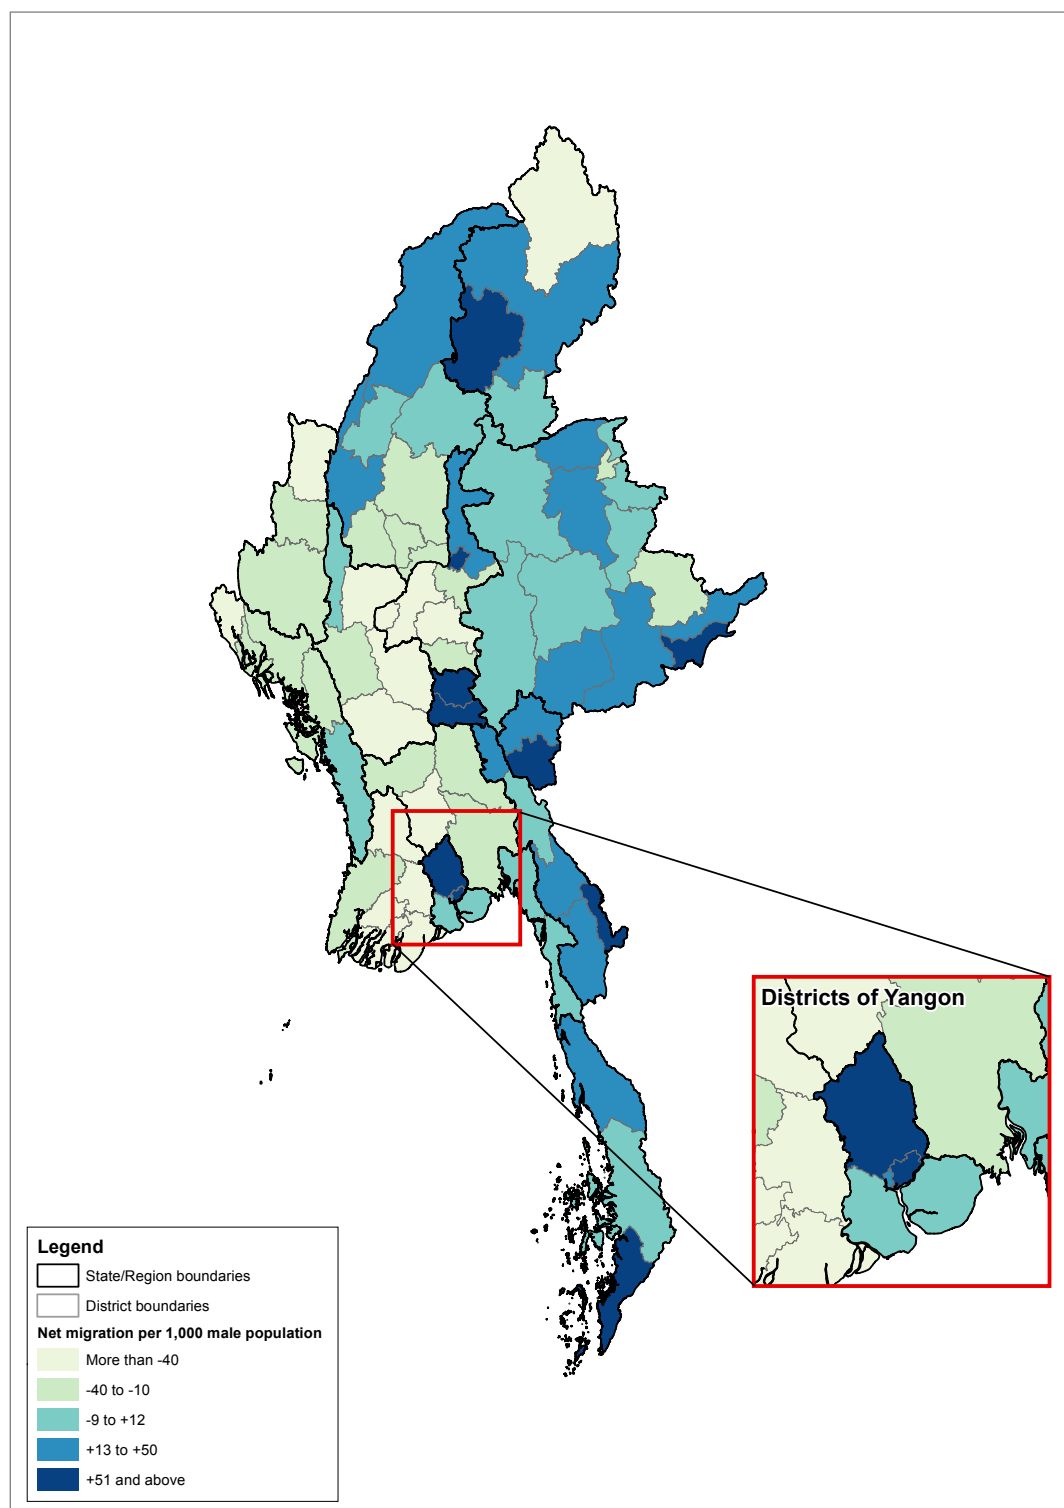 Districts of Yangon
Legend
State/Region boundaries
District boundaries
Net migration per 1,000 male population
More than -40
-40 to -10
-9 to +12
+13 to +50
+51 and above